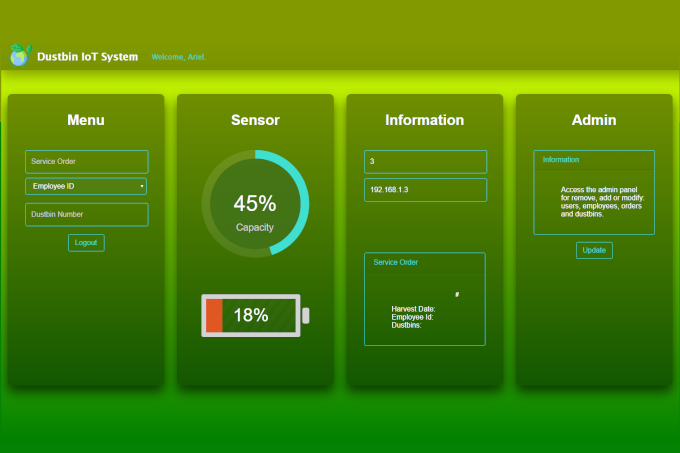 Dustbin IoT System
Welcome, Ariel.
Menu
Service Order
Employee ID
Dustbin Number
Logout
Sensor
45%
Capacity
18%
Information
3
192.168.1.3
Service Order
#
Harvest Date:
Employee Id:
Dustbins:
Admin
Information
Access the admin panel
for remove, add or modify:
users, employees, orders
and dustbins.
Update